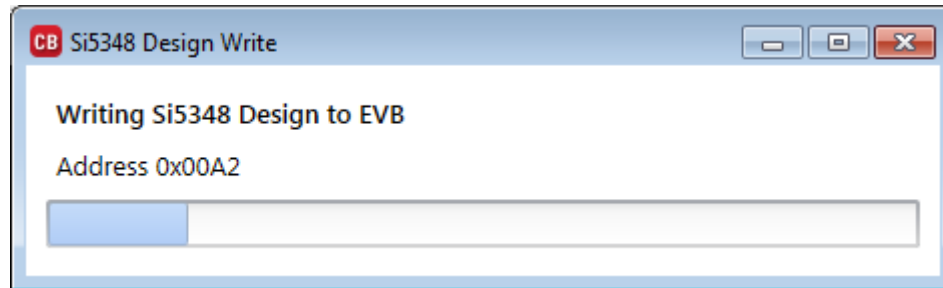 CB Si5348 Design Write
Writing Si5348 Design to EVB
Address 0x00A2